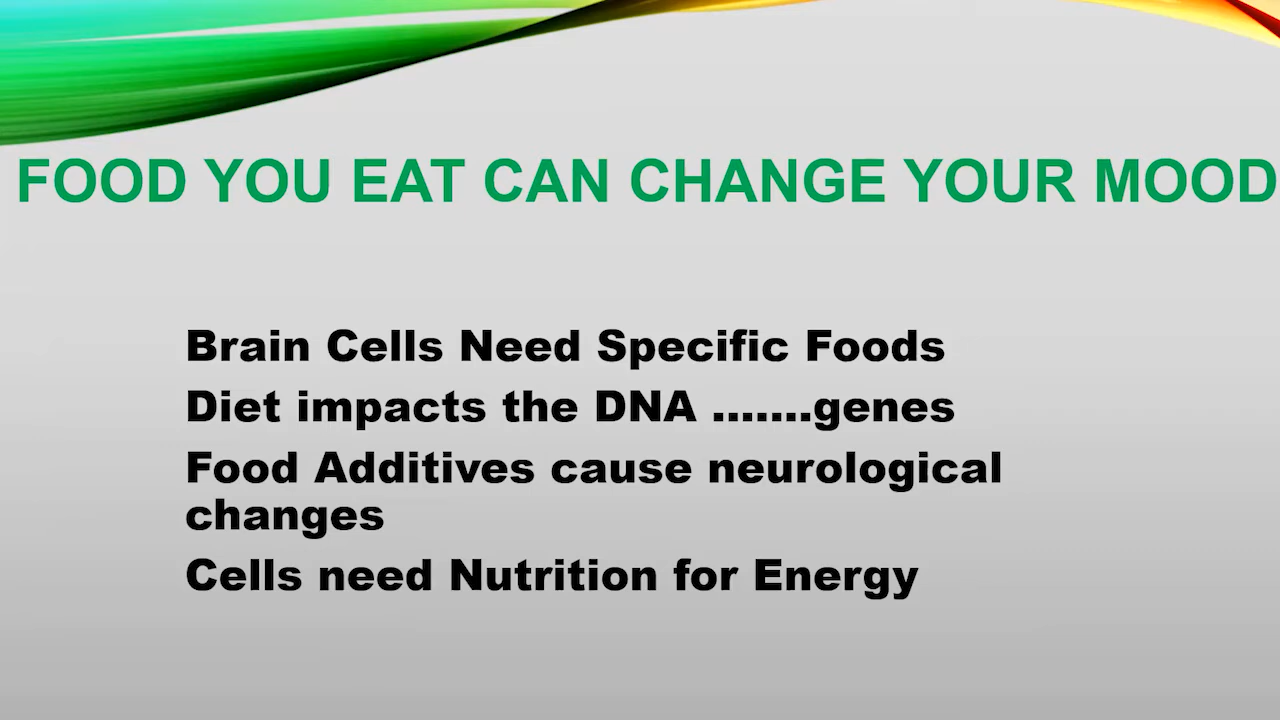 FOOD YOU EAT CAN CHANGE YOUR MOOD
Brain Cells Need Specific Foods
Diet impacts the DNA .......genes
Food Additives cause neurological
changes
Cells need Nutrition for Energy